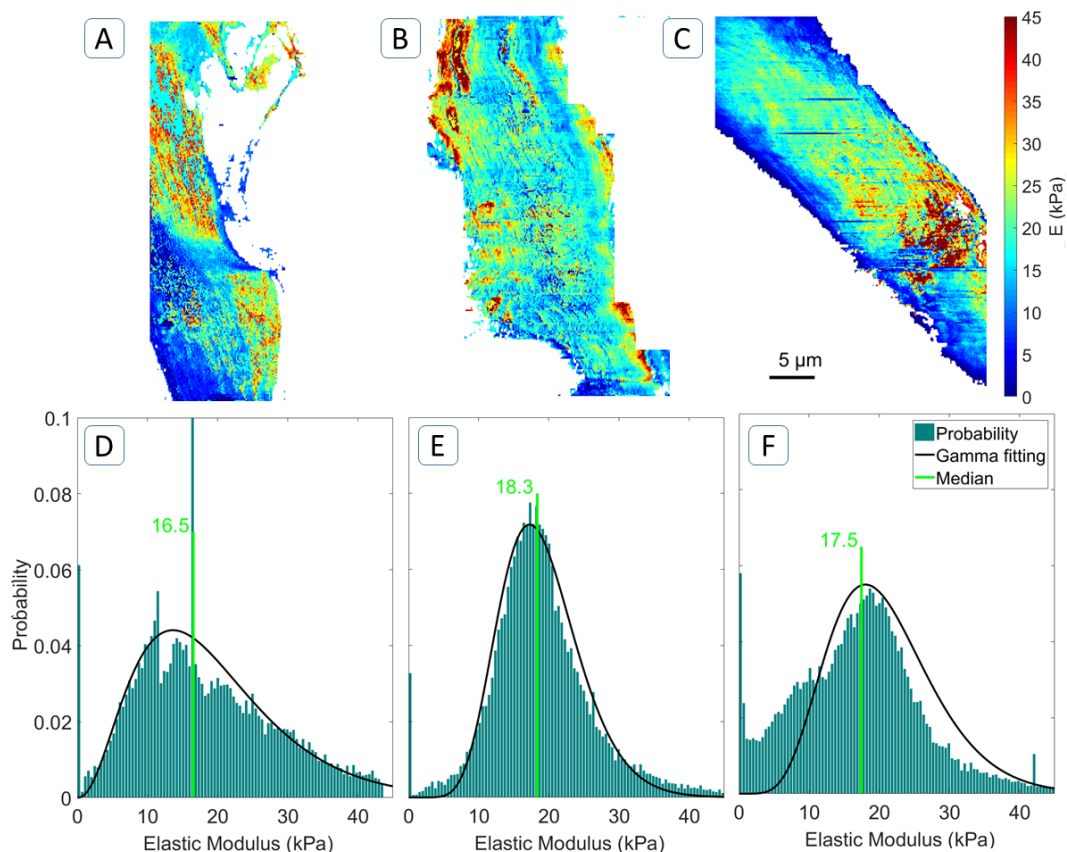 A
B
C
45
40
35
30
25
20
15
10
5
0
_ E (kPa)
5 µm
D
E
F
0.1
0.08
0.06
0.04
0.02
0
Probability
16.5
18.3
17.5
Probability
Gamma fitting
Median
0 10 20 30 40
0 10 20 30 40
0 10 20 30 40
Elastic Modulus (kPa)
Elastic Modulus (kPa)
Elastic Modulus (kPa)